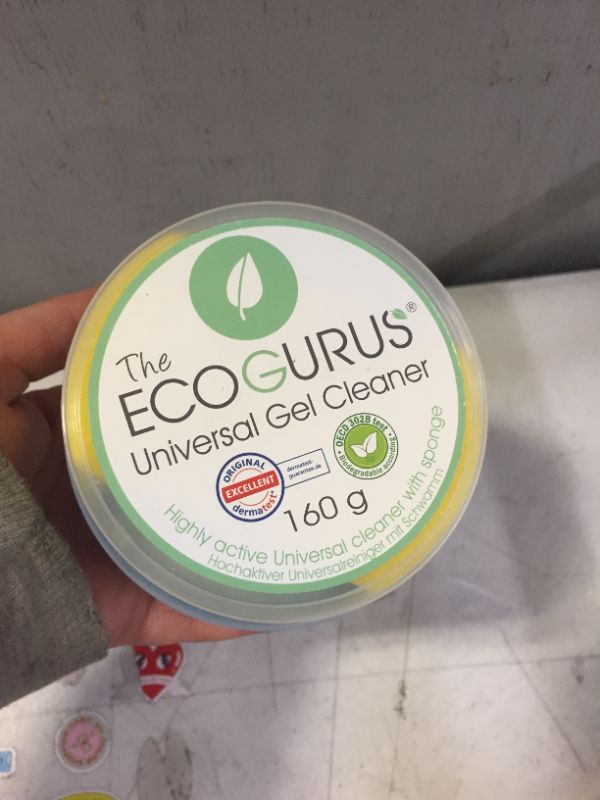 The
ECOGURUS®
Universal Gel Cleaner
ORIGINAL
EXCELLENT
dermatest®
dermatest-
guarantee.de
OECD 302B test
Biodegradable according
160 g
Highly active Universal cleaner with sponge
Hochaktiver Universalreiniger mit Schwamm